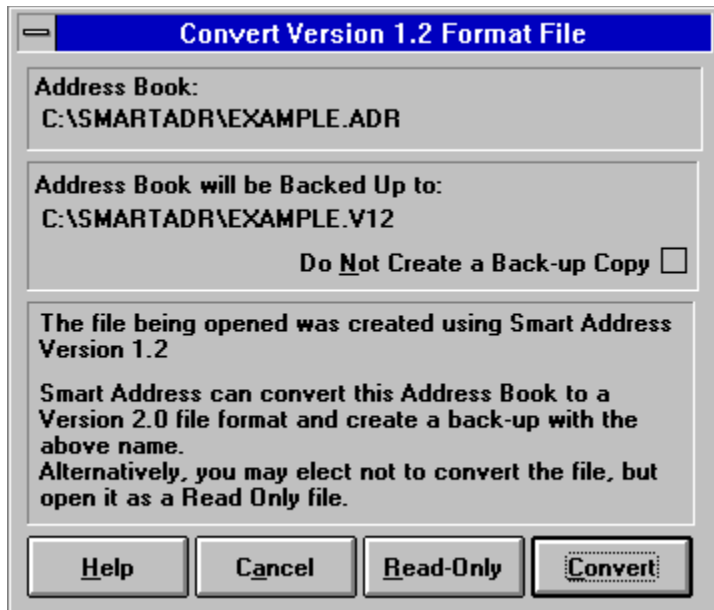 Convert Version 1.2 Format File
Address Book:
C:\SMARTADR\EXAMPLE.ADR
Address Book will be Backed Up to:
C:\SMARTADR\EXAMPLE.V12
Do Not Create a Back-up Copy
The file being opened was created using Smart Address
Version 1.2
Smart Address can convert this Address Book to a
Version 2.0 file format and create a back-up with the
above name.
Alternatively, you may elect not to convert the file, but
open it as a Read Only file.
Help Cancel Read-Only Convert